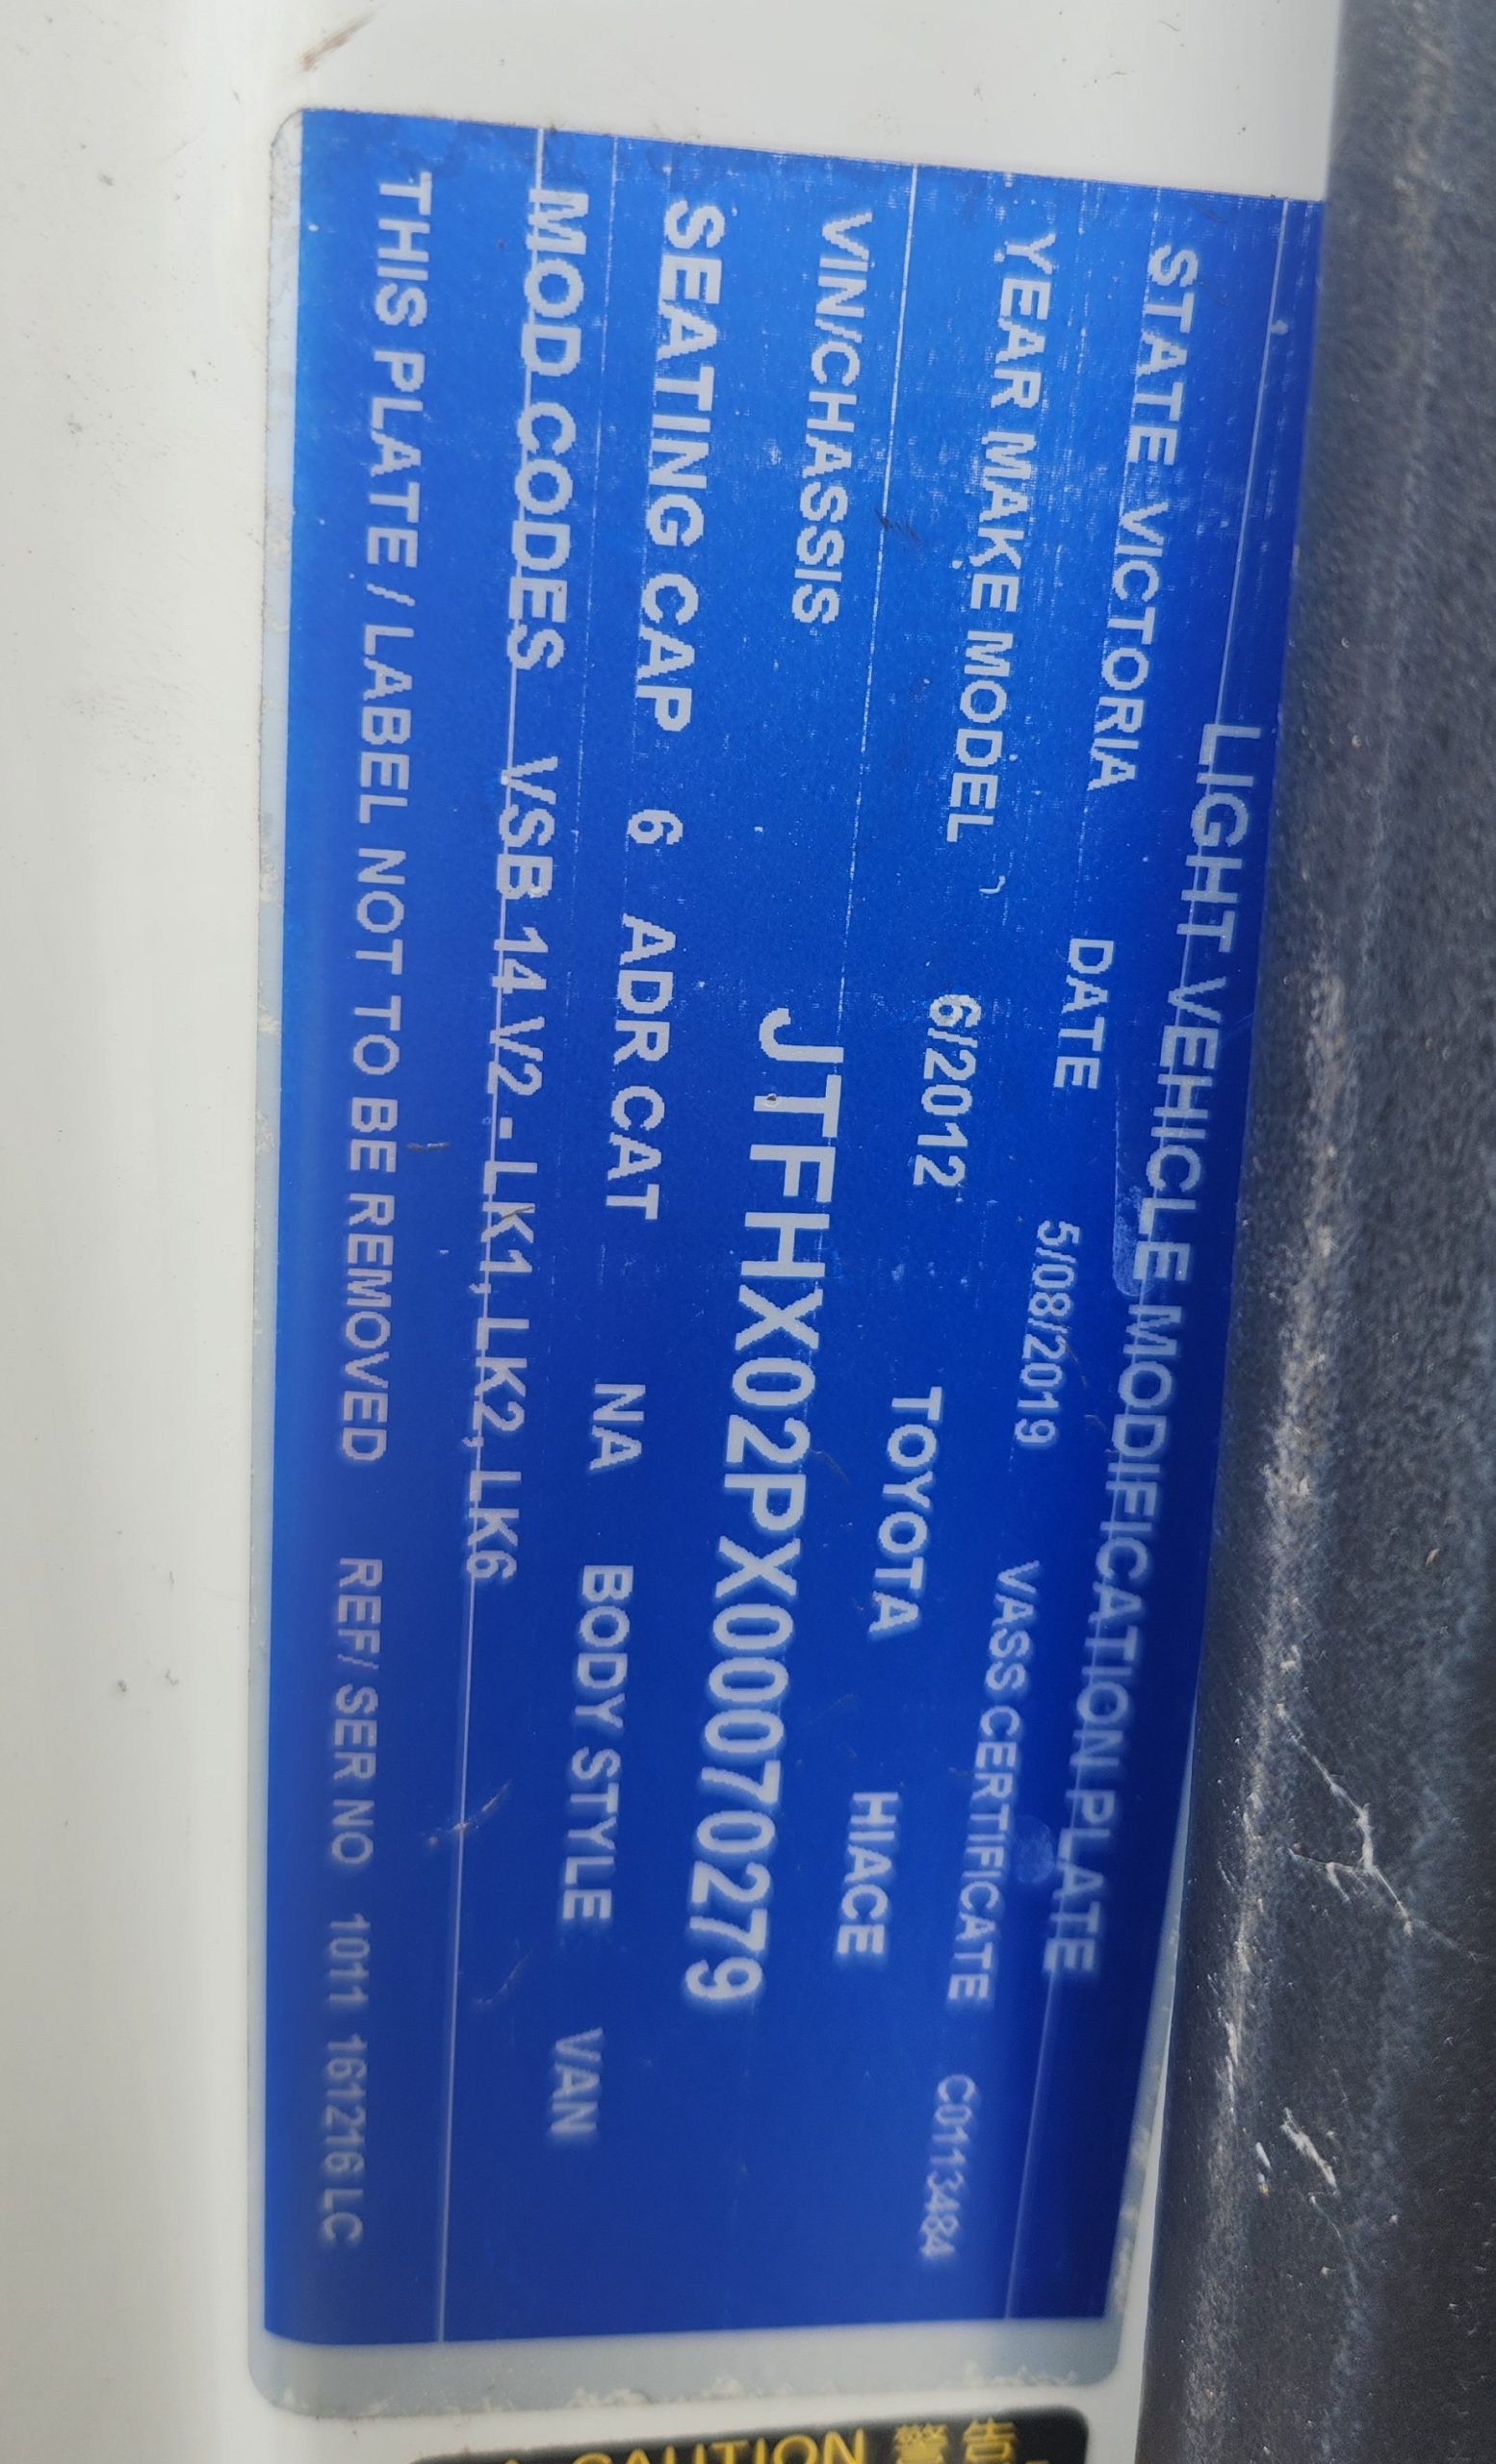 LIGHT VEHICLE MODIFICATION PLATE
STATE VICTORIA DATE 5/08/2019 VASS CERTIFICATE C0113484
YEAR MAKE MODEL 6/2012 TOYOTA HIACE
VIN/CHASSIS JTFHX02PX00070279
SEATING CAP 6 ADR CAT NA BODY STYLE VAN
MOD CODES VSB 14 V2 - LK1, LK2, LK6
THIS PLATE / LABEL NOT TO BE REMOVED REF/ SER NO 1011 161216 LC
CAUTION 警告